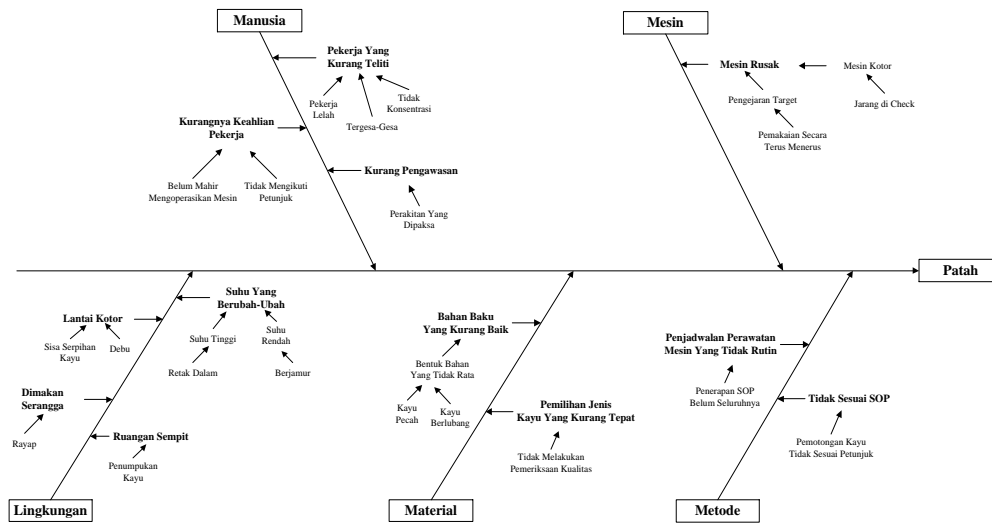 Manusia
Mesin
Pekerja Yang
Kurang Teliti
Pekerja
Lelah
Tergesa-Gesa
Tidak
Konsentrasi
Kurangnya Keahlian
Pekerja
Belum Mahir
Mengoperasikan Mesin
Tidak Mengikuti
Petunjuk
Kurang Pengawasan
Perakitan Yang
Dipaksa
Mesin Rusak
Mesin Kotor
Jarang di Check
Pengejaran Target
Pemakaian Secara
Terus Menerus
Patah
Suhu Yang
Berubah-Ubah
Suhu Tinggi
Retak Dalam
Suhu
Rendah
Berjamur
Lantai Kotor
Sisa Serpihan
Kayu
Debu
Dimakan
Serangga
Rayap
Ruangan Sempit
Penumpukan
Kayu
Bahan Baku
Yang Kurang Baik
Bentuk Bahan
Yang Tidak Rata
Kayu
Pecah
Kayu
Berlubang
Pemilihan Jenis
Kayu Yang Kurang Tepat
Tidak Melakukan
Pemeriksaan Kualitas
Penjadwalan Perawatan
Mesin Yang Tidak Rutin
Penerapan SOP
Belum Seluruhnya
Tidak Sesuai SOP
Pemotongan Kayu
Tidak Sesuai Petunjuk
Lingkungan
Material
Metode